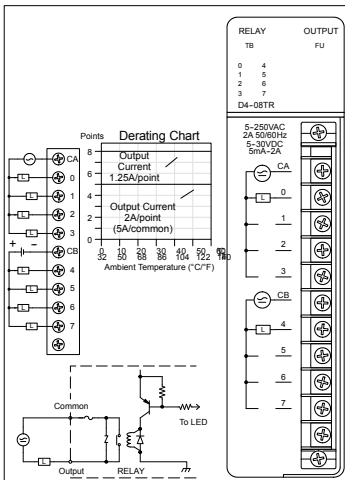 RELAY OUTPUT
TB FU
0 4
1 5
2 6
3 7
D4-08TR
5-250VAC
2A 50/60Hz
5-30VDC
5mA-2A
CA
L
0
1
2
3
CB
L
4
5
6
7
Points Derating Chart
8
6
4
2
0
Output
Current
1.25A/point
Output Current
2A/point
(5A/common)
0 10 20 30 40 50 60
32 50 68 86 104 122 140
Ambient Temperature (°C/°F)
CA
L 0
L 1
L 2
L 3
+ −
CB
L 4
L 5
L 6
L 7
Common
To LED
L
Output RELAY